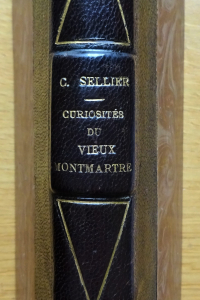 C. SELLIER
CURIOSITÉS
DU
VIEUX
MONTMARTRE